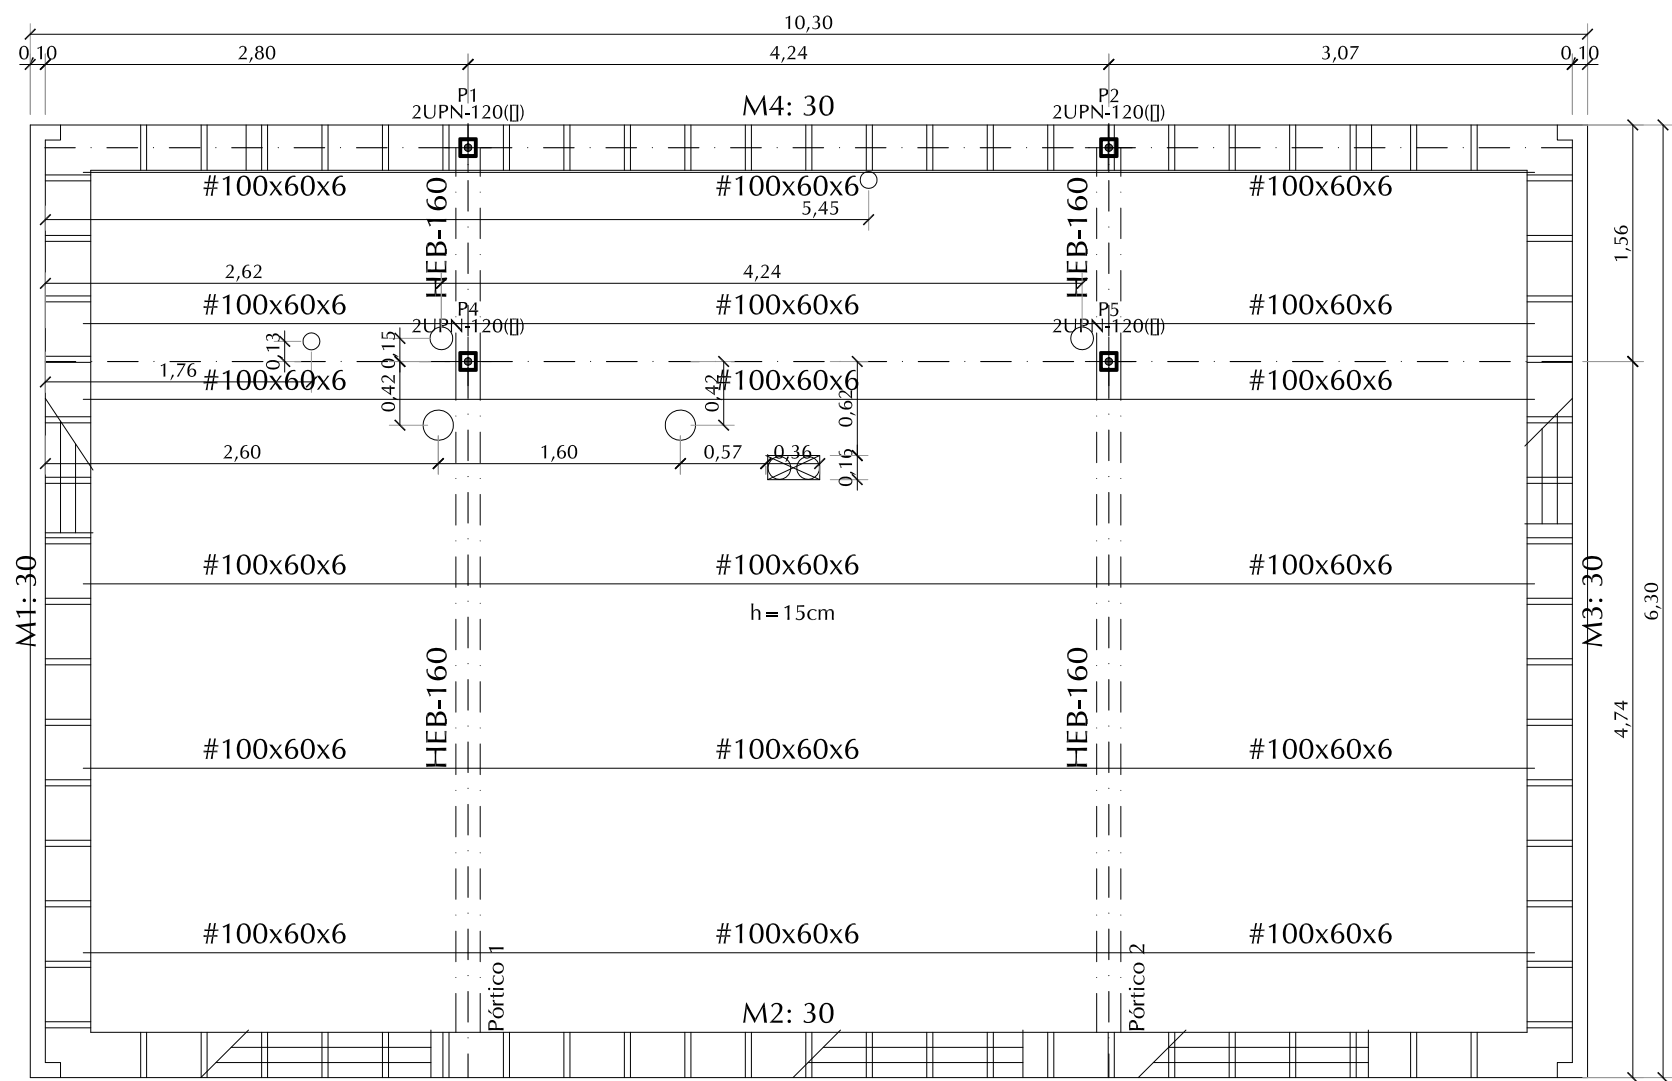 10,30
0,10 2,80 4,24 3,07 0,10
P1 P2
2UPN-120([]) M4: 30 2UPN-120([])
#100x60x6 #100x60x6 #100x60x6
HEB-160 HEB-160
5,45
1,56
2,62 4,24
#100x60x6 #100x60x6 #100x60x6
P4 P5
2UPN-120([]) 2UPN-120([])
0,13 0,15
1,76
#100x60x6 #100x60x6 #100x60x6
0,42 0,42 0,62
2,60 1,60 0,57 0,36
0,16
#100x60x6 #100x60x6 #100x60x6
M1: 30 M3: 30
6,30
h=15cm
HEB-160 HEB-160
4,74
#100x60x6 #100x60x6 #100x60x6
#100x60x6 #100x60x6 #100x60x6
Pórtico 1 Pórtico 2
M2: 30